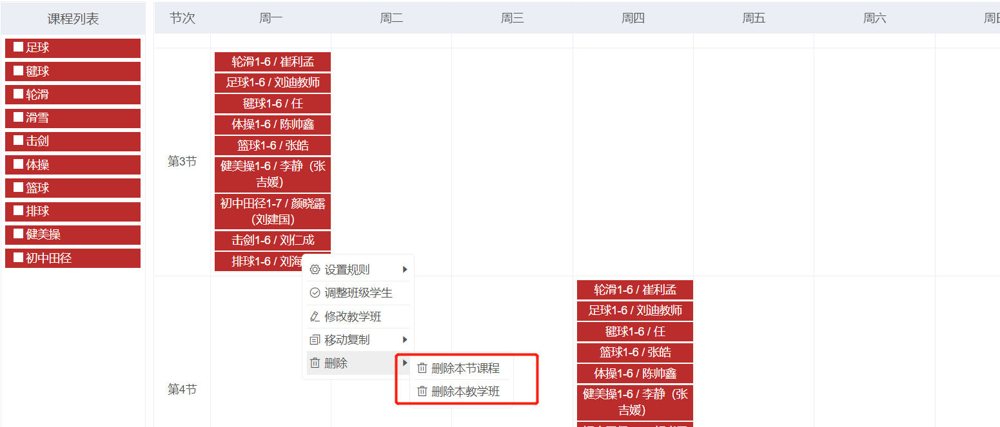 课程列表
足球
毽球
轮滑
滑雪
击剑
体操
篮球
排球
健美操
初中田径
节次
周一
周二
周三
周四
周五
周六
第3节
轮滑1-6 / 崔利孟
足球1-6 / 刘迪教师
毽球1-6 / 任
体操1-6 / 陈帅鑫
篮球1-6 / 张皓
健美操1-6 / 李静（张
吉媛）
初中田径1-7 / 颜晓露
（刘建国）
击剑1-6 / 刘仁成
排球1-6 / 刘海
设置规则
调整班级学生
修改教学班
移动复制
删除
删除本节课程
删除本教学班
第4节
轮滑1-6 / 崔利孟
足球1-6 / 刘迪教师
毽球1-6 / 任
篮球1-6 / 张皓
体操1-6 / 陈帅鑫
健美操1-6 / 李静（张
吉媛）